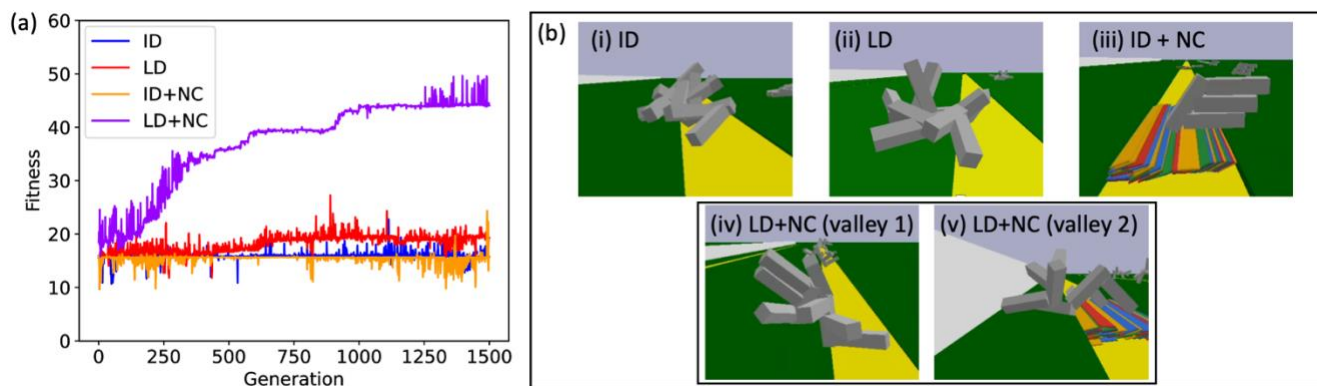 (a)
60
50
40
30
20
10
0
Fitness
ID
LD
ID+NC
LD+NC
0 250 500 750 1000 1250 1500
Generation
(b)
(i) ID
(ii) LD
(iii) ID + NC
(iv) LD+NC (valley 1)
(v) LD+NC (valley 2)